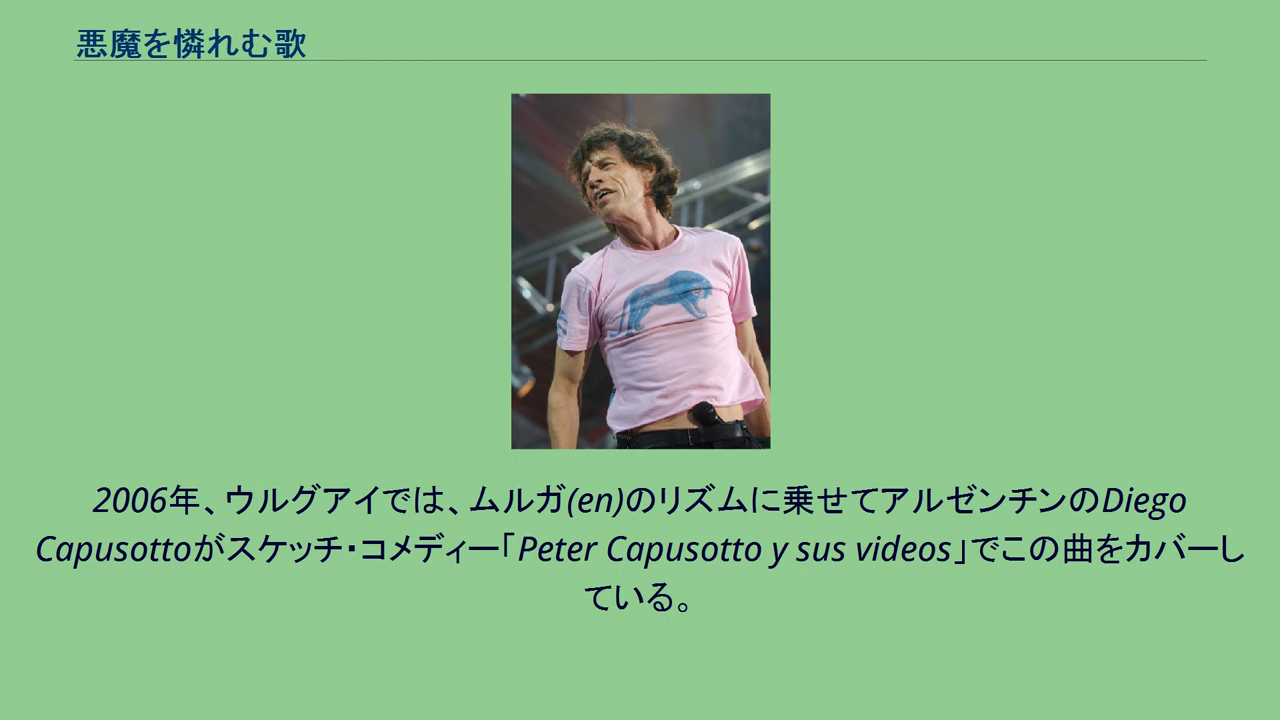 悪魔を憐れむ歌
2006年、ウルグアイでは、ムルガ(en)のリズムに乗せてアルゼンチンのDiego
Capusottoがスケッチ・コメディー「Peter Capusotto y sus videos」でこの曲をカバーし
ている。